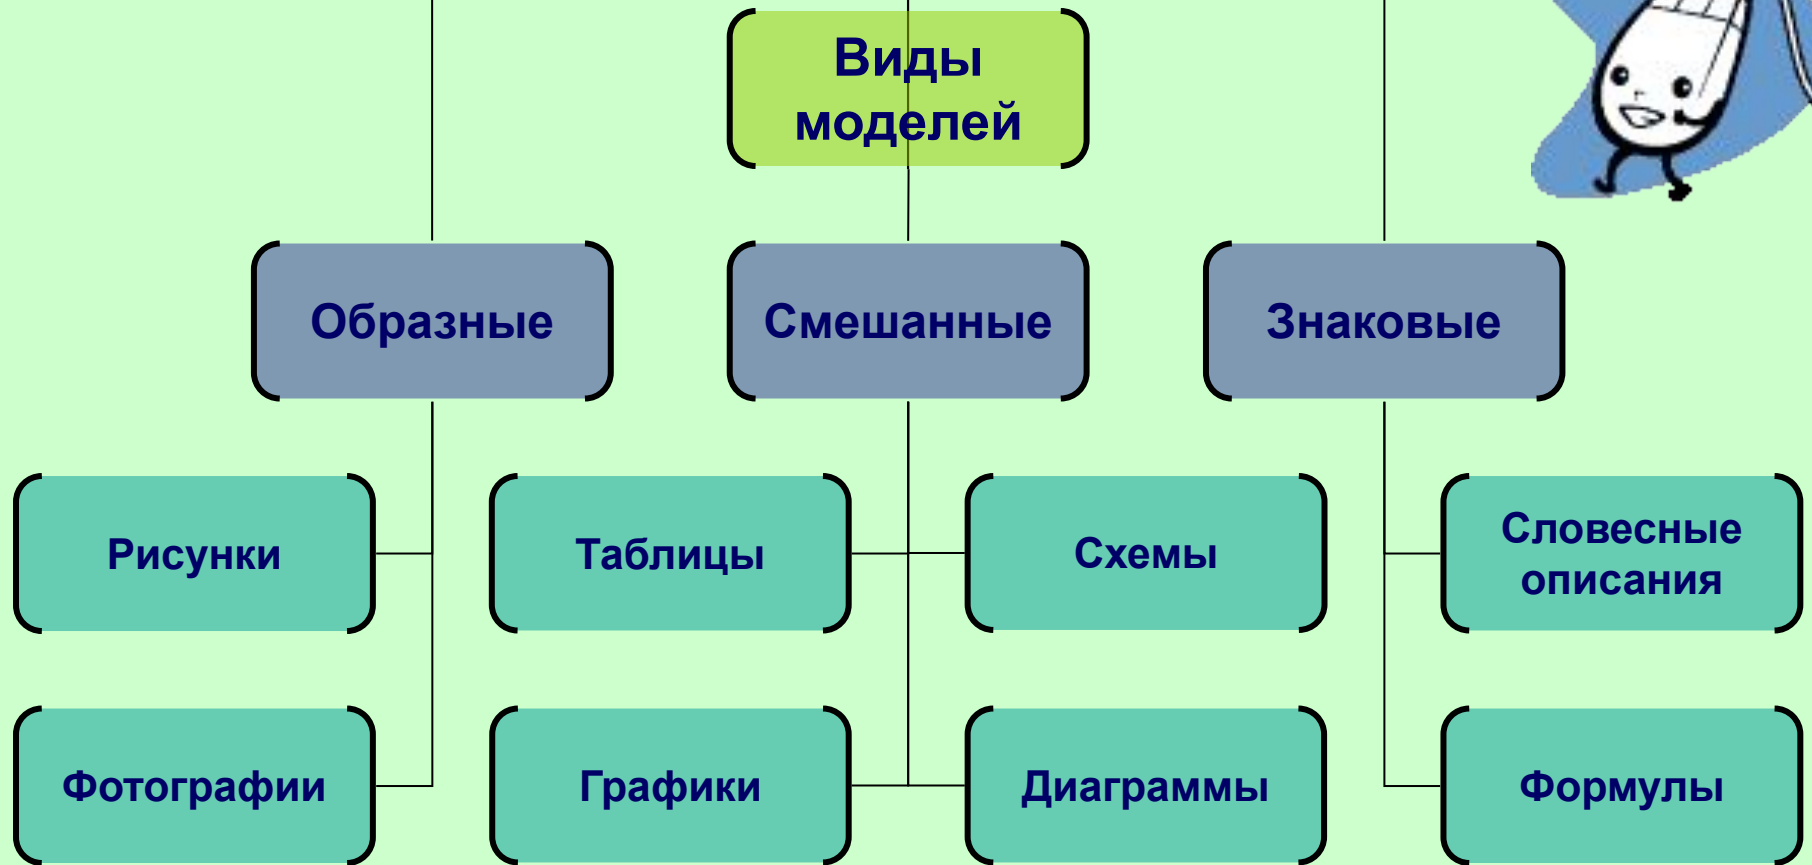 Виды
моделей
Образные
Смешанные
Знаковые
Рисунки
Таблицы
Схемы
Словесные
описания
Фотографии
Графики
Диаграммы
Формулы